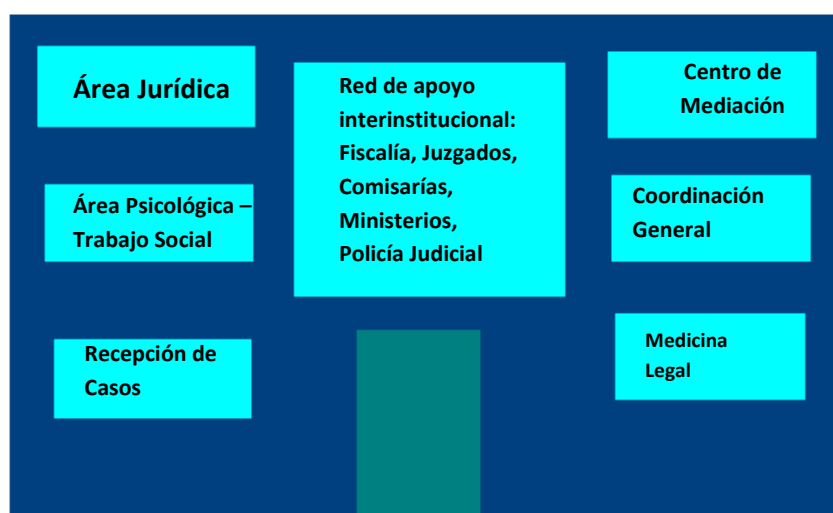 Área Jurídica
Área Psicológica –
Trabajo Social
Recepción de
Casos
Red de apoyo
interinstitucional:
Fiscalía, Juzgados,
Comisarías,
Ministerios,
Policía Judicial
Centro de
Mediación
Coordinación
General
Medicina
Legal